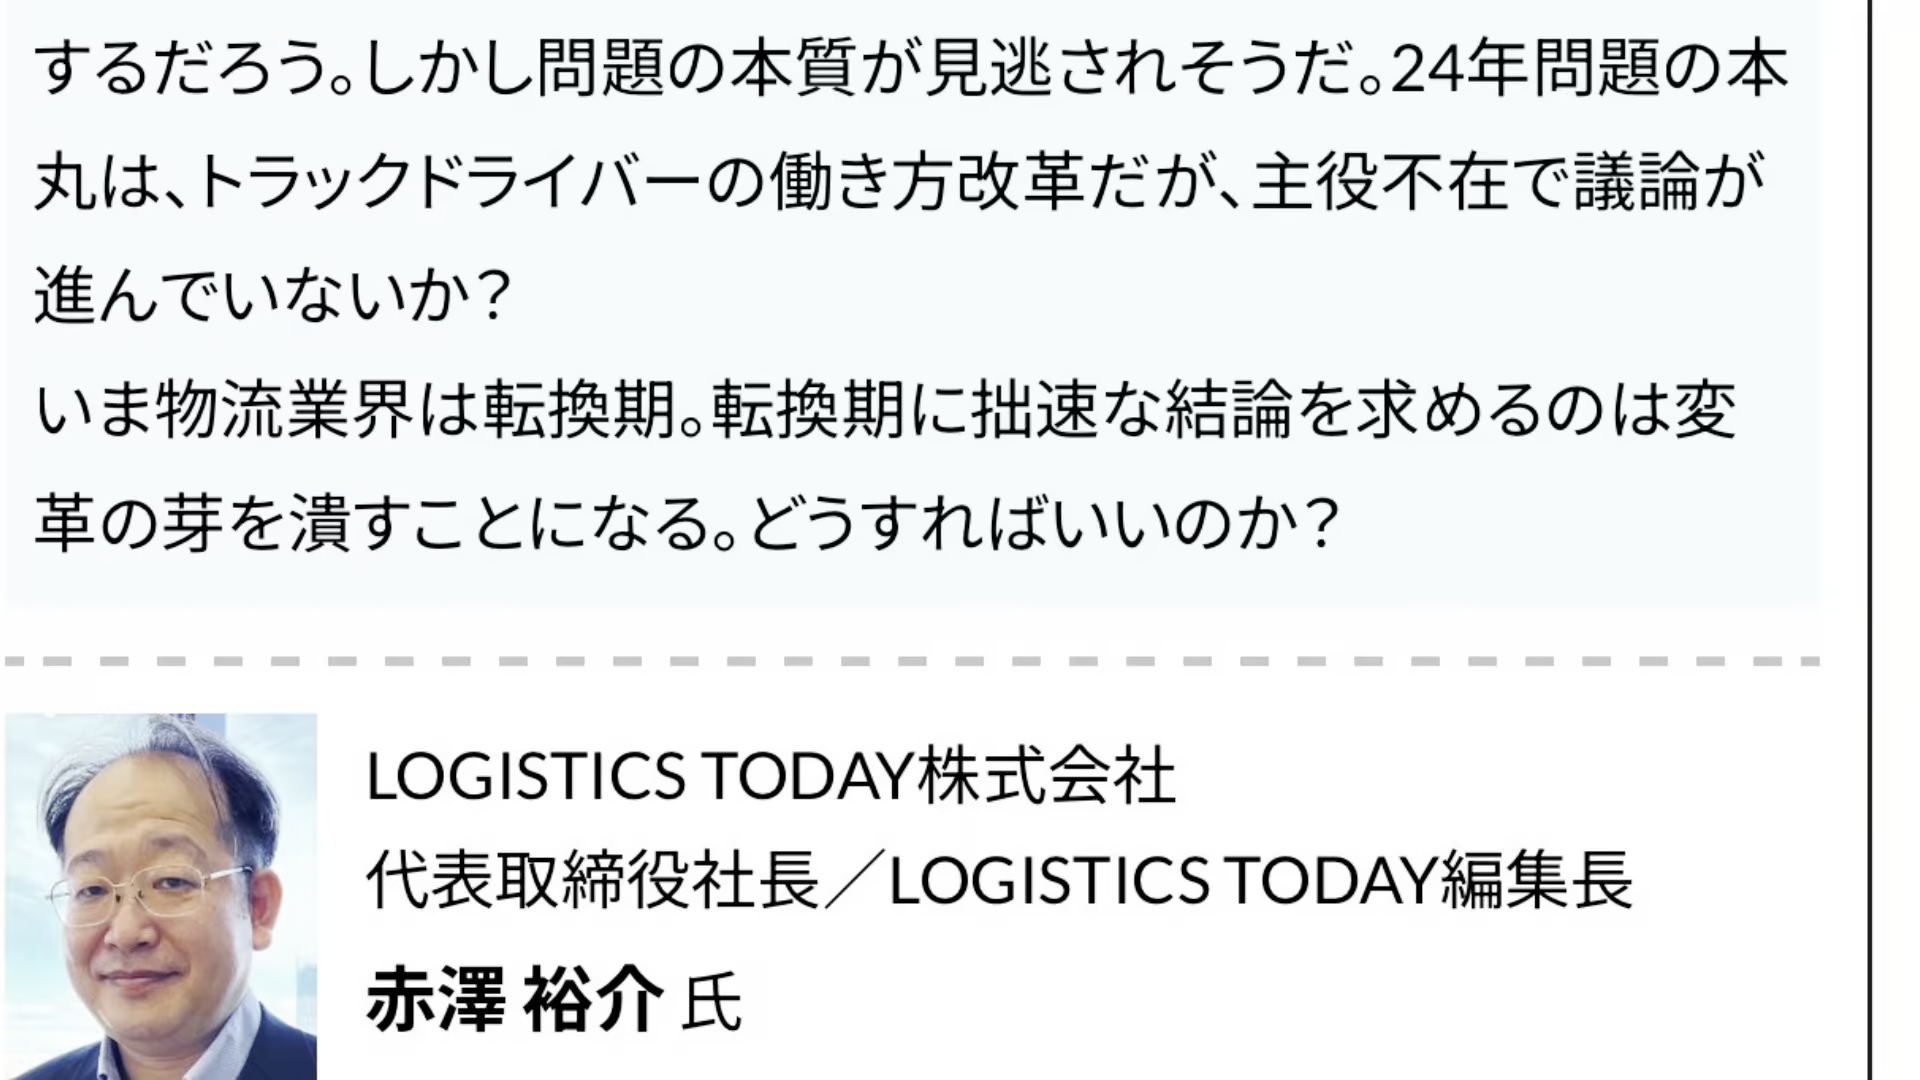 するだろう。しかし問題の本質が見逃されそうだ。24年問題の本
丸は、トラックドライバーの働き方改革だが、主役不在で議論が
進んでいないか？
いま物流業界は転換期。転換期に拙速な結論を求めるのは変
革の芽を潰すことになる。どうすればいいのか？
LOGISTICS TODAY株式会社
代表取締役社長／LOGISTICS TODAY編集長
赤澤 裕介 氏